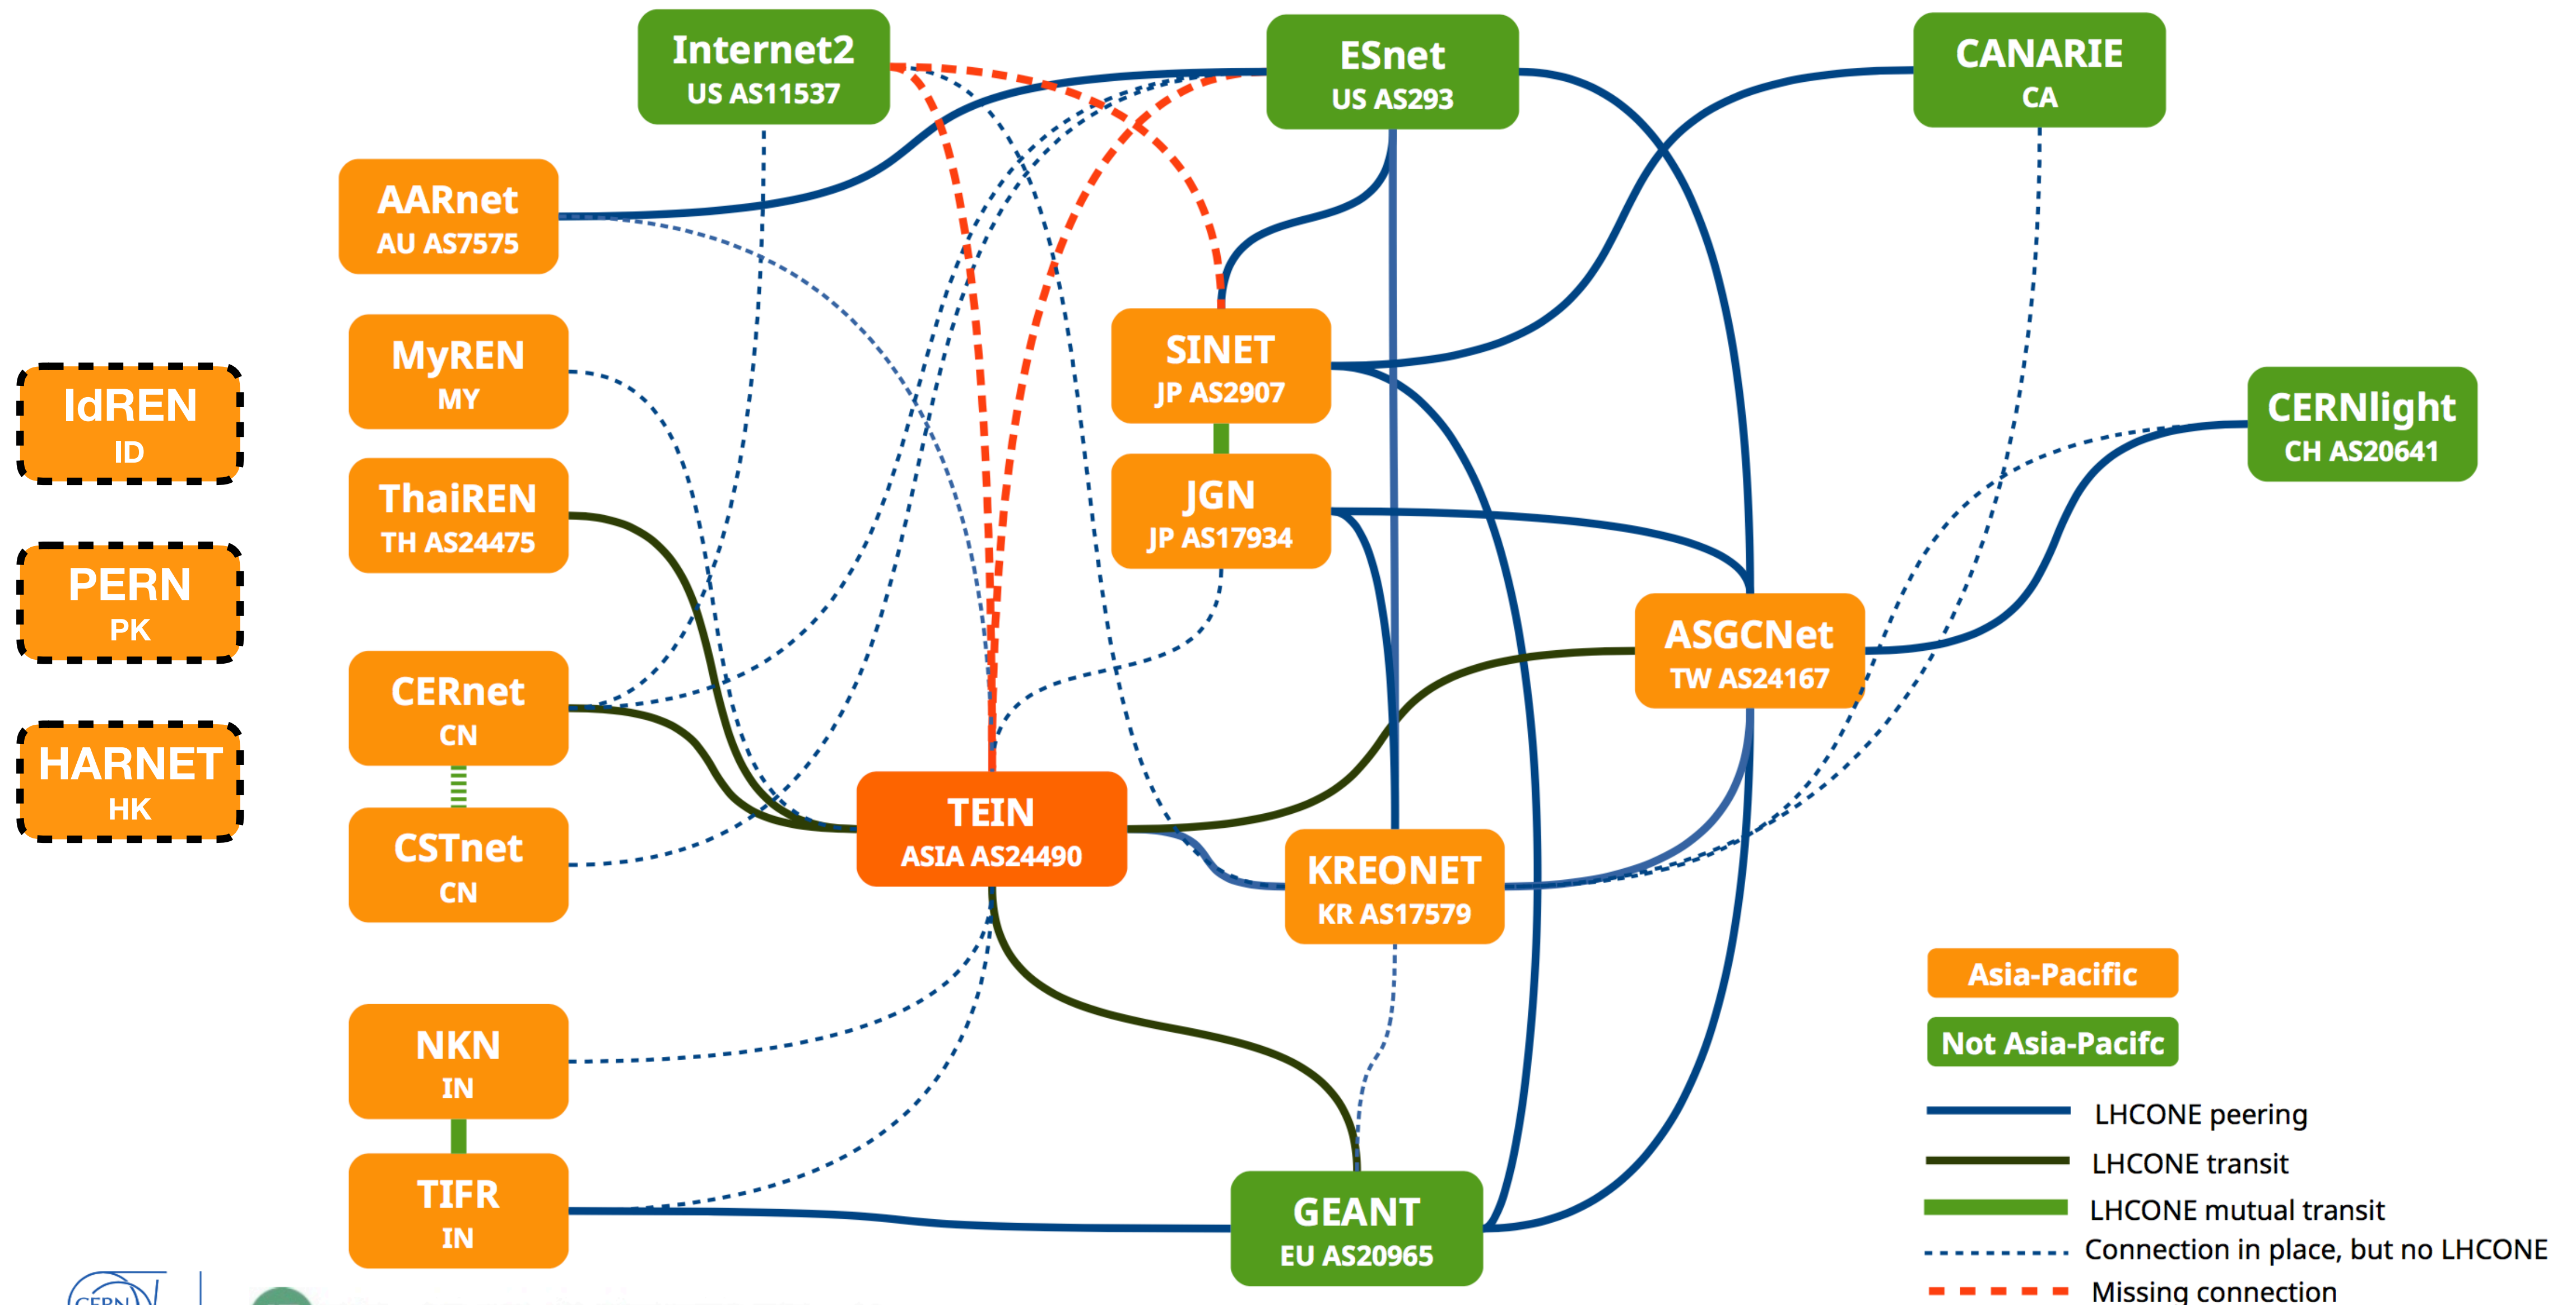 Internet2
US AS11537
ESnet
US AS293
CANARIE
CA
AARnet
AU AS7575
MyREN
MY
SINET
JP AS2907
IdREN
ID
CERNlight
CH AS20641
ThaiREN
TH AS24475
JGN
JP AS17934
PERN
PK
ASGCNet
TW AS24167
CERnet
CN
HARNET
HK
TEIN
ASIA AS24490
CSTnet
CN
KREONET
KR AS17579
NKN
IN
TIFR
IN
GEANT
EU AS20965
Asia-Pacific
Not Asia-Pacifc
LHCONE peering
LHCONE transit
LHCONE mutual transit
Connection in place, but no LHCONE
Missing connection
CERN